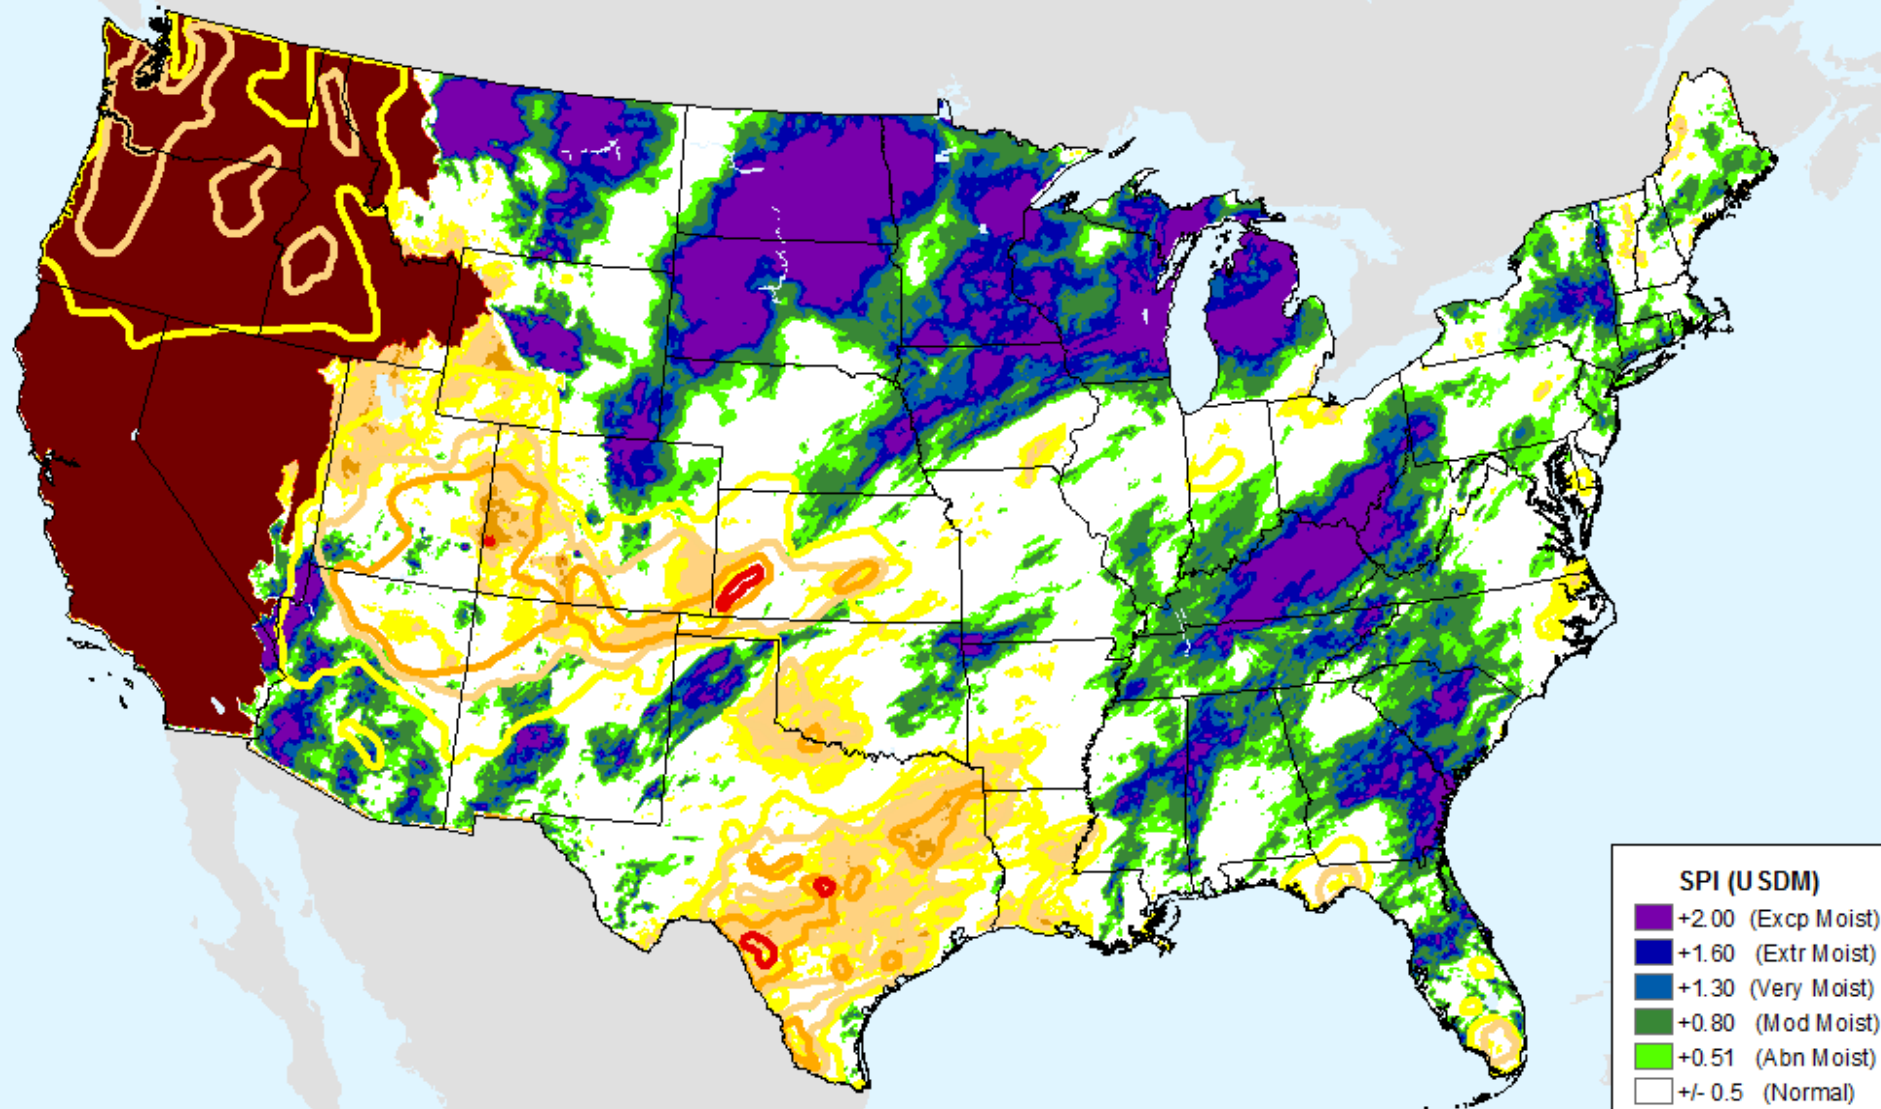 SPI (USDM)
+2.00 (Excp Moist)
+1.60 (Extr Moist)
+1.30 (Very Moist)
+0.80 (Mod Moist)
+0.51 (Abn Moist)
+/- 0.5 (Normal)